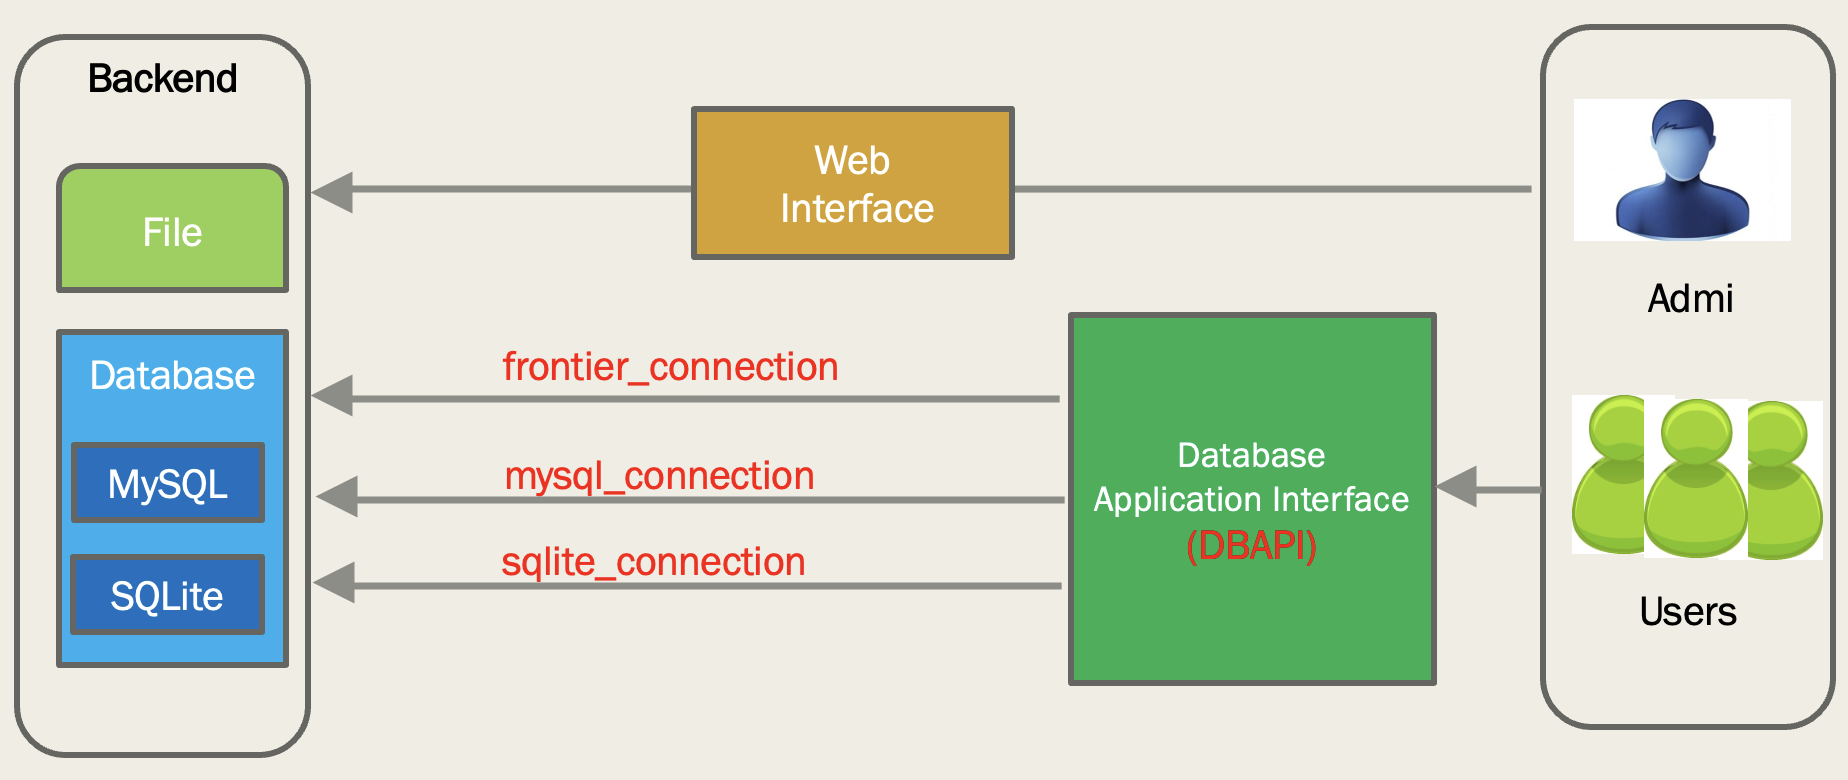 Backend
File
Database
MySQL
SQLite
Web
Interface
frontier_connection
mysql_connection
sqlite_connection
Database
Application Interface
(DBAPI)
Admi
Users